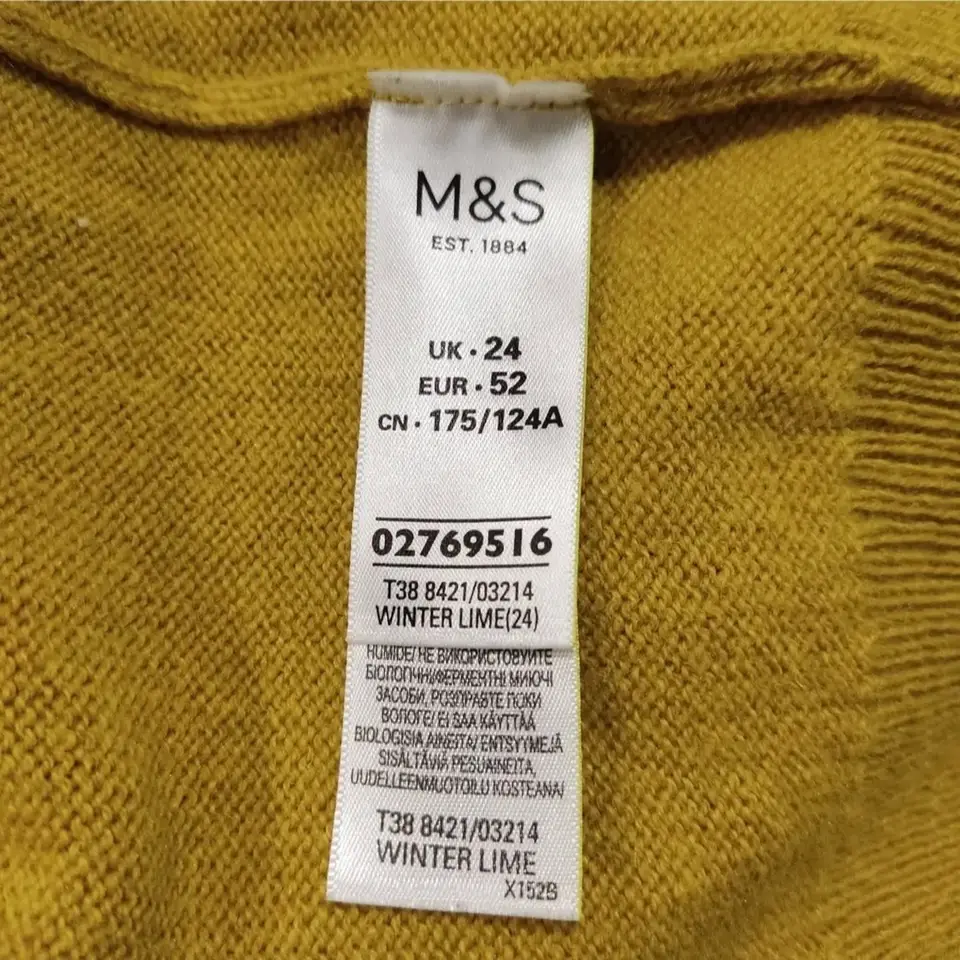 M&S
EST. 1884
UK • 24
EUR • 52
CN • 175/124A
02769516
T38 8421/03214
WINTER LIME(24)
HUMIDE/ НЕ ВИКОРИСТОВУЙТЕ
БІОЛОГІЧНІ/ФЕРМЕНТНІ МИЮЧІ
ЗАСОБИ, РОЗПРАВТЕ ПОКИ
ВОЛОГЕ/ EI SAA KÄYTTÄÄ
BIOLOGISIA AINEITA/ ENTSYYMEJÄ
SISÄLTÄVIÄ PESUAINEITA,
UUDELLEENMUOTOILU KOSTEANA/
T38 8421/03214
WINTER LIME
X152B